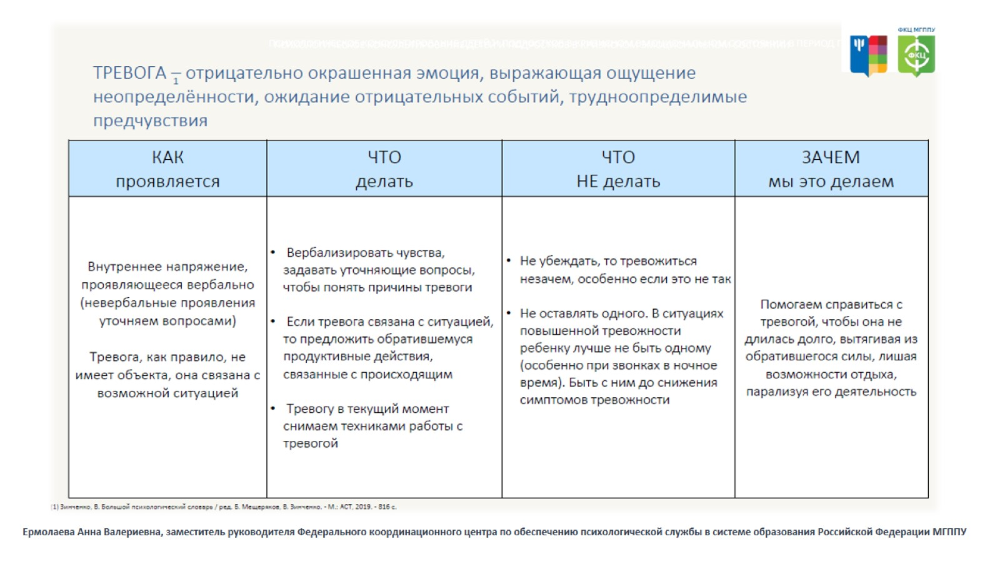 ФКЦ МГППУ
ФКЦ
ТРЕВОГА – отрицательно окрашенная эмоция, выражающая ощущение
1
неопределённости, ожидание отрицательных событий, трудноопределимые
предчувствия
КАК
проявляется
ЧТО
делать
ЧТО
НЕ делать
ЗАЧЕМ
мы это делаем
Внутреннее напряжение,
проявляющееся вербально
(невербальные проявления
уточняем вопросами)
Тревога, как правило, не
имеет объекта, она связана с
возможной ситуацией
• Вербализировать чувства,
задавать уточняющие вопросы,
чтобы понять причины тревоги
• Если тревога связана с ситуацией,
то предложить обратившемуся
продуктивные действия,
связанные с происходящим
• Тревогу в текущий момент
снимаем техниками работы с
тревогой
• Не убеждать, то тревожиться
незачем, особенно если это не так
• Не оставлять одного. В ситуациях
повышенной тревожности
ребенку лучше не быть одному
(особенно при звонках в ночное
время). Быть с ним до снижения
симптомов тревожности
Помогаем справиться с
тревогой, чтобы она не
длилась долго, вытягивая из
обратившегося силы, лишая
возможности отдыха,
парализуя его деятельность
(1) Зинченко, В. Большой психологический словарь / ред. Б. Мещеряков, В. Зинченко. - М.: АСТ, 2019. - 816 с.
Ермолаева Анна Валериевна, заместитель руководителя Федерального координационного центра по обеспечению психологической службы в системе образования Российской Федерации МГППУ